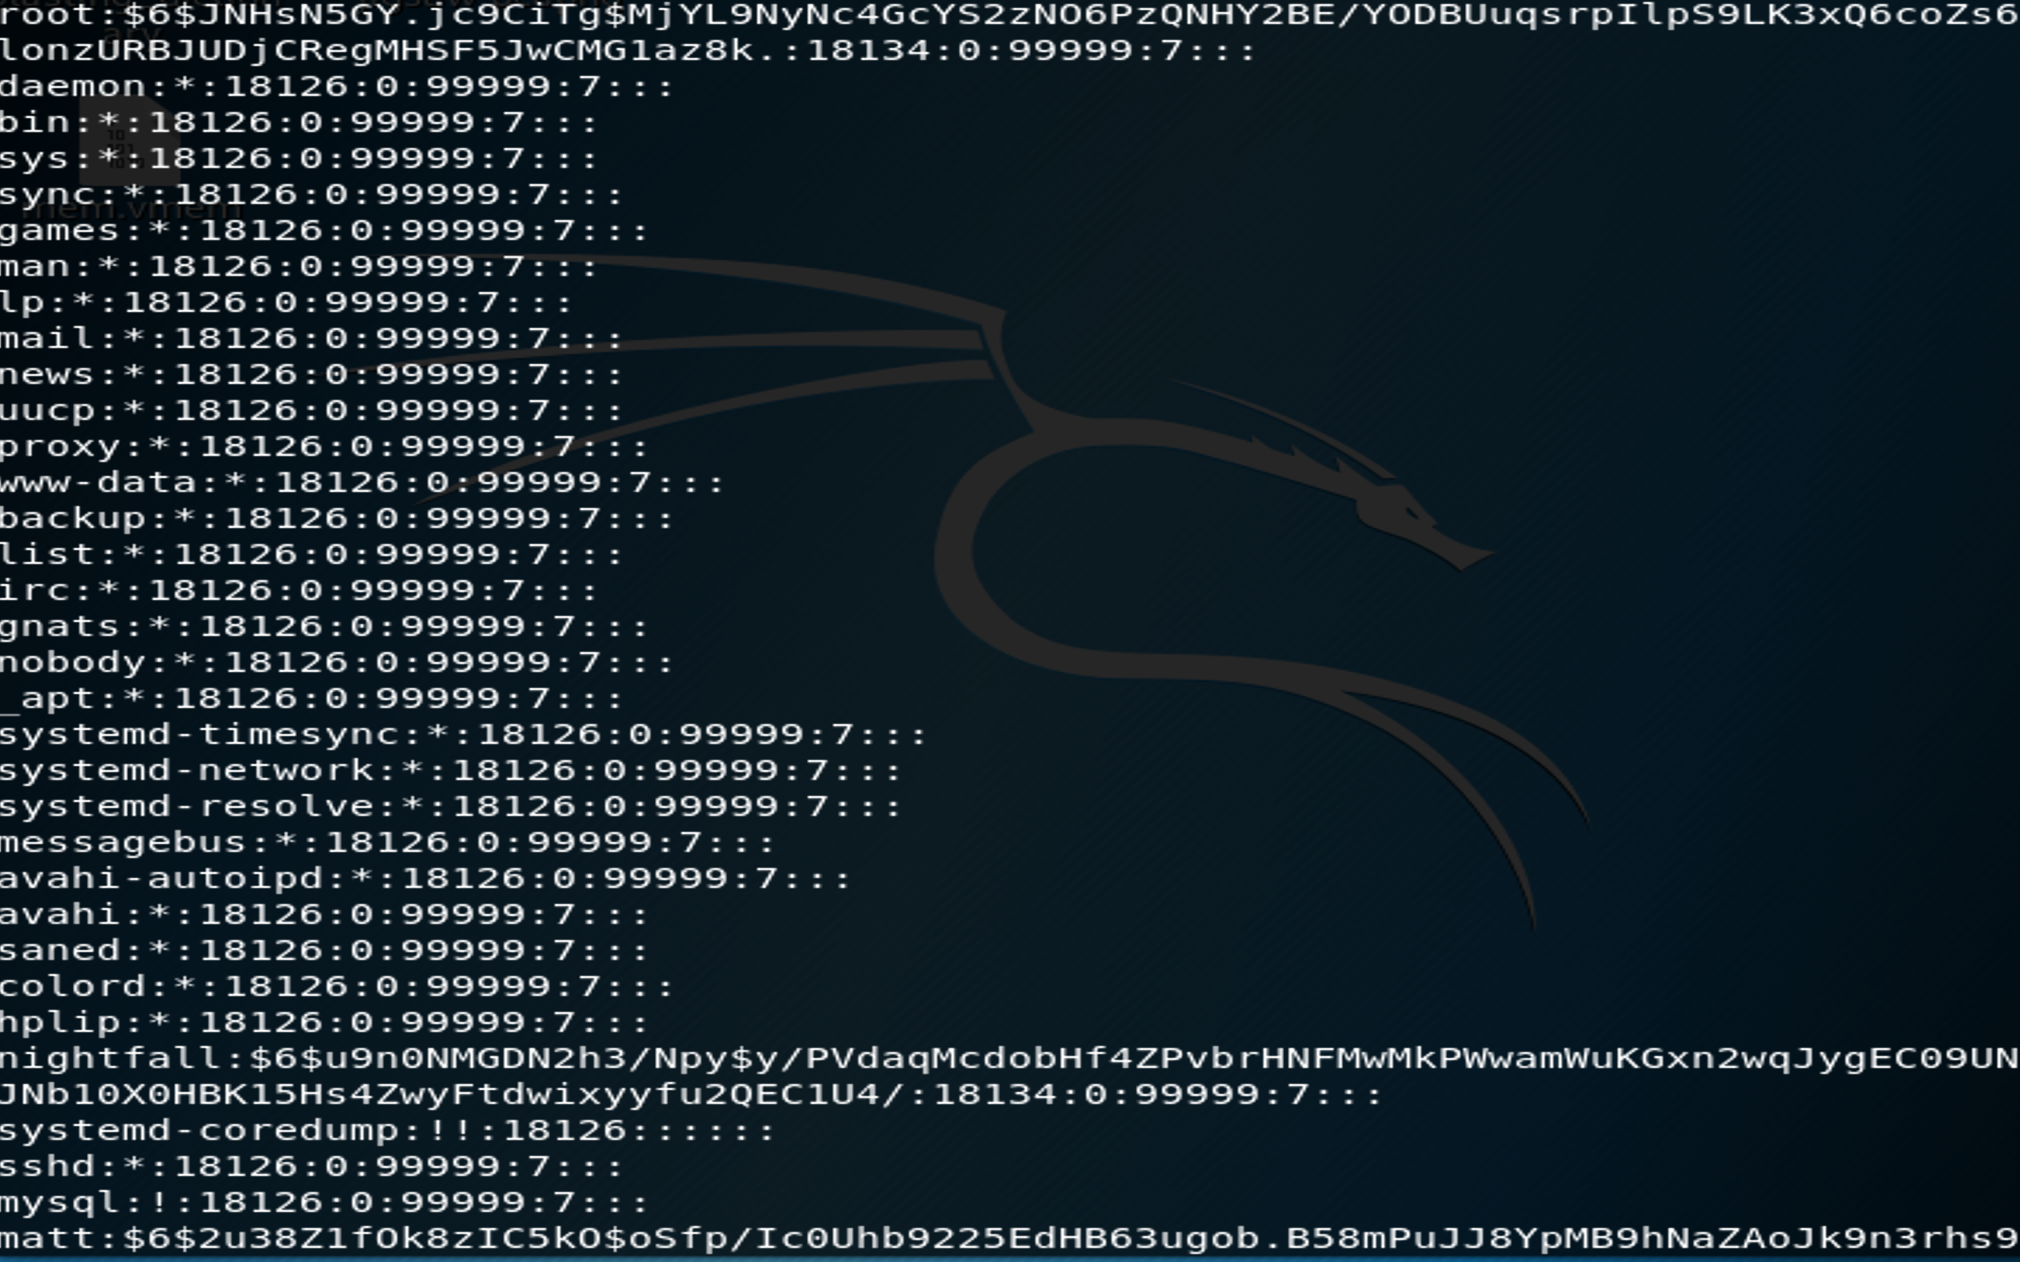 root:$6$JNHsN5GY.jc9CiTg$MjYL9NyNc4GcYS2zNO6PzQNHY2BE/YODBUuqsrpIlpS9LK3xQ6coZs6
lonzURBJUDjCRegMHSF5JwCMG1az8k.:18134:0:99999:7:::
daemon:*:18126:0:99999:7:::
bin:*:18126:0:99999:7:::
sys:*:18126:0:99999:7:::
sync:*:18126:0:99999:7:::
games:*:18126:0:99999:7:::
man:*:18126:0:99999:7:::
lp:*:18126:0:99999:7:::
mail:*:18126:0:99999:7:::
news:*:18126:0:99999:7:::
uucp:*:18126:0:99999:7:::
proxy:*:18126:0:99999:7:::
www-data:*:18126:0:99999:7:::
backup:*:18126:0:99999:7:::
list:*:18126:0:99999:7:::
irc:*:18126:0:99999:7:::
gnats:*:18126:0:99999:7:::
nobody:*:18126:0:99999:7:::
_apt:*:18126:0:99999:7:::
systemd-timesync:*:18126:0:99999:7:::
systemd-network:*:18126:0:99999:7:::
systemd-resolve:*:18126:0:99999:7:::
messagebus:*:18126:0:99999:7:::
avahi-autoipd:*:18126:0:99999:7:::
avahi:*:18126:0:99999:7:::
saned:*:18126:0:99999:7:::
colord:*:18126:0:99999:7:::
hplip:*:18126:0:99999:7:::
nightfall:$6$u9n0NMGDN2h3/Npy$y/PVdaqMcdobHf4ZPvbrHNFMwMkPWwamWuKGxn2wqJygEC09UN
JNb10X0HBK15Hs4ZwyFtdwixyyfu2QEC1U4/:18134:0:99999:7:::
systemd-coredump:!!:18126::::::
sshd:*:18126:0:99999:7:::
mysql:!:18126:0:99999:7:::
matt:$6$2u38Z1fOk8zIC5kO$oSfp/Ic0Uhb9225EdHB63ugob.B58mPuJJ8YpMB9hNaZAoJk9n3rhs9